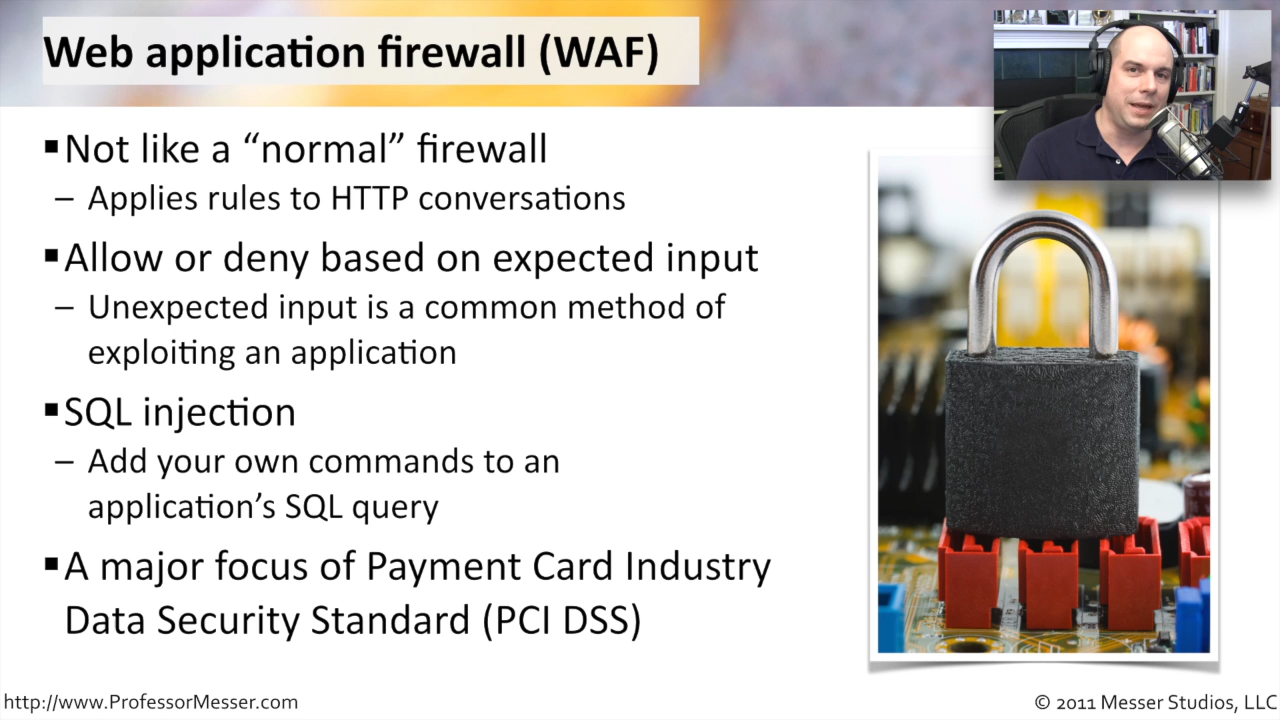 Web application firewall (WAF)
▪Not like a “normal” firewall
– Applies rules to HTTP conversations
▪Allow or deny based on expected input
– Unexpected input is a common method of
exploiting an application
▪SQL injection
– Add your own commands to an
application’s SQL query
▪A major focus of Payment Card Industry
Data Security Standard (PCI DSS)
http://www.ProfessorMesser.com
© 2011 Messer Studios, LLC